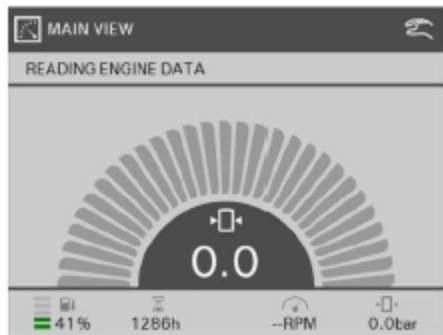 MAIN VIEW
READING ENGINE DATA
0.0
41% 1286h --RPM 0.0bar